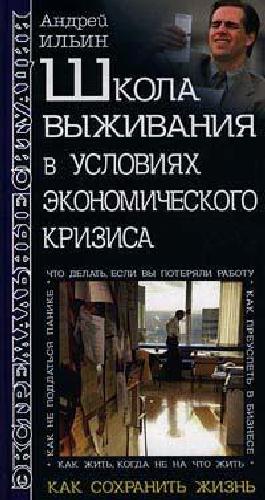 Андрей
ИЛЬИН
ШКОЛА
ВЫЖИВАНИЯ
В УСЛОВИЯХ
ЭКОНОМИЧЕСКОГО
КРИЗИСА
ЭКСТРЕМАЛЬНЫЕ СИТУАЦИИ
ЧТО ДЕЛАТЬ, ЕСЛИ ВЫ ПОТЕРЯЛИ РАБОТУ
КАК ПРЕУСПЕТЬ В БИЗНЕСЕ
КАК ЖИТЬ, КОГДА НЕ НА ЧТО ЖИТЬ
КАК НЕ ПОДДАТЬСЯ ПАНИКЕ
КАК СОХРАНИТЬ ЖИЗНЬ